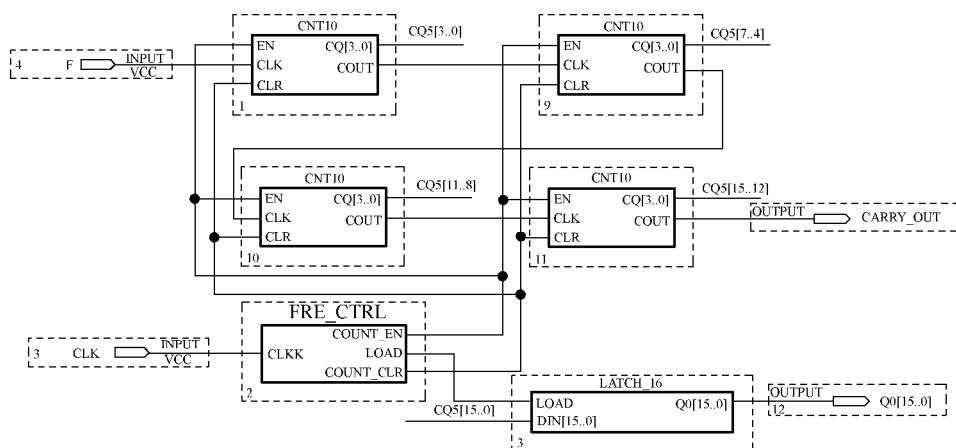 CNT10
EN CQ[3..0] CQ5[3..0]
CLK COUT
CLR
1
CNT10
EN CQ[3..0] CQ5[7..4]
CLK COUT
CLR
9
4 F INPUT
VCC
CNT10
EN CQ[3..0] CQ5[11..8]
CLK COUT
CLR
10
CNT10
EN CQ[3..0] CQ5[15..12]
CLK COUT
CLR
11
OUTPUT CARRY_OUT
FRE_CTRL
COUNT_EN
CLKK LOAD
COUNT_CLR
2
3 CLK INPUT
VCC
LATCH_16
LOAD Q0[15..0]
CQ5[15..0] DIN[15..0]
3
OUTPUT Q0[15..0]
12